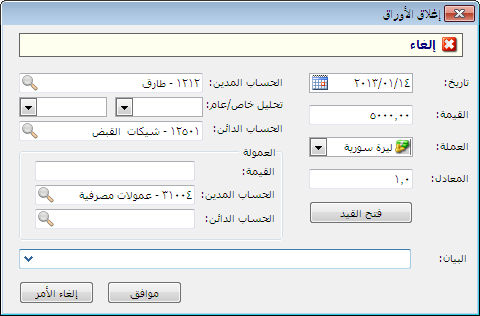 إغلاق الأوراق
إلغاء
تاريخ: ٢٠١٣/٠١/١٤
القيمة: ٥٠٠٠,٠٠
العملة: ليرة سورية
المعادل: ١,٠
فتح القيد
الحساب المدين: ١٢١٢ - طارق
تحليل خاص/عام:
الحساب الدائن: ١٢٥٠١ - شيكات القبض
العمولة
القيمة:
الحساب المدين: ٣١٠٠٤ - عمولات مصرفية
الحساب الدائن:
البيان:
موافق
إلغاء الأمر